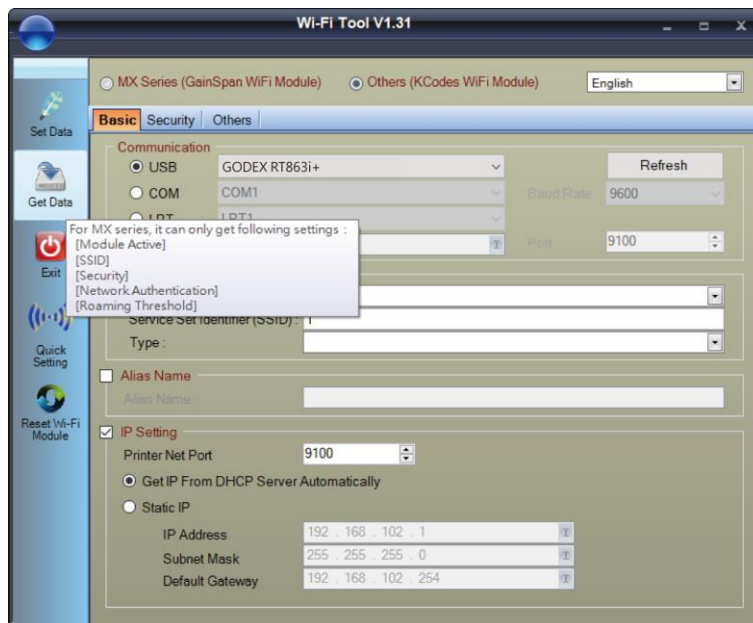 Wi-Fi Tool V1.31
MX Series (GainSpan WiFi Module)
Others (KCodes WiFi Module)
English
Set Data
Get Data
Exit
Quick
Setting
Reset Wi-Fi
Module
Basic Security Others
Communication
USB GODEX RT863i+ Refresh
COM COM1 Baud Rate 9600
Port 9100
For MX series, it can only get following settings :
[Module Active]
[SSID]
[Security]
[Network Authentication]
[Roaming Threshold]
Service Set Identifier (SSID) : 1
Type :
Alias Name
Alias Name
IP Setting
Printer Net Port 9100
Get IP From DHCP Server Automatically
Static IP
IP Address 192 . 168 . 102 . 1
Subnet Mask 255 . 255 . 255 . 0
Default Gateway 192 . 168 . 102 . 254